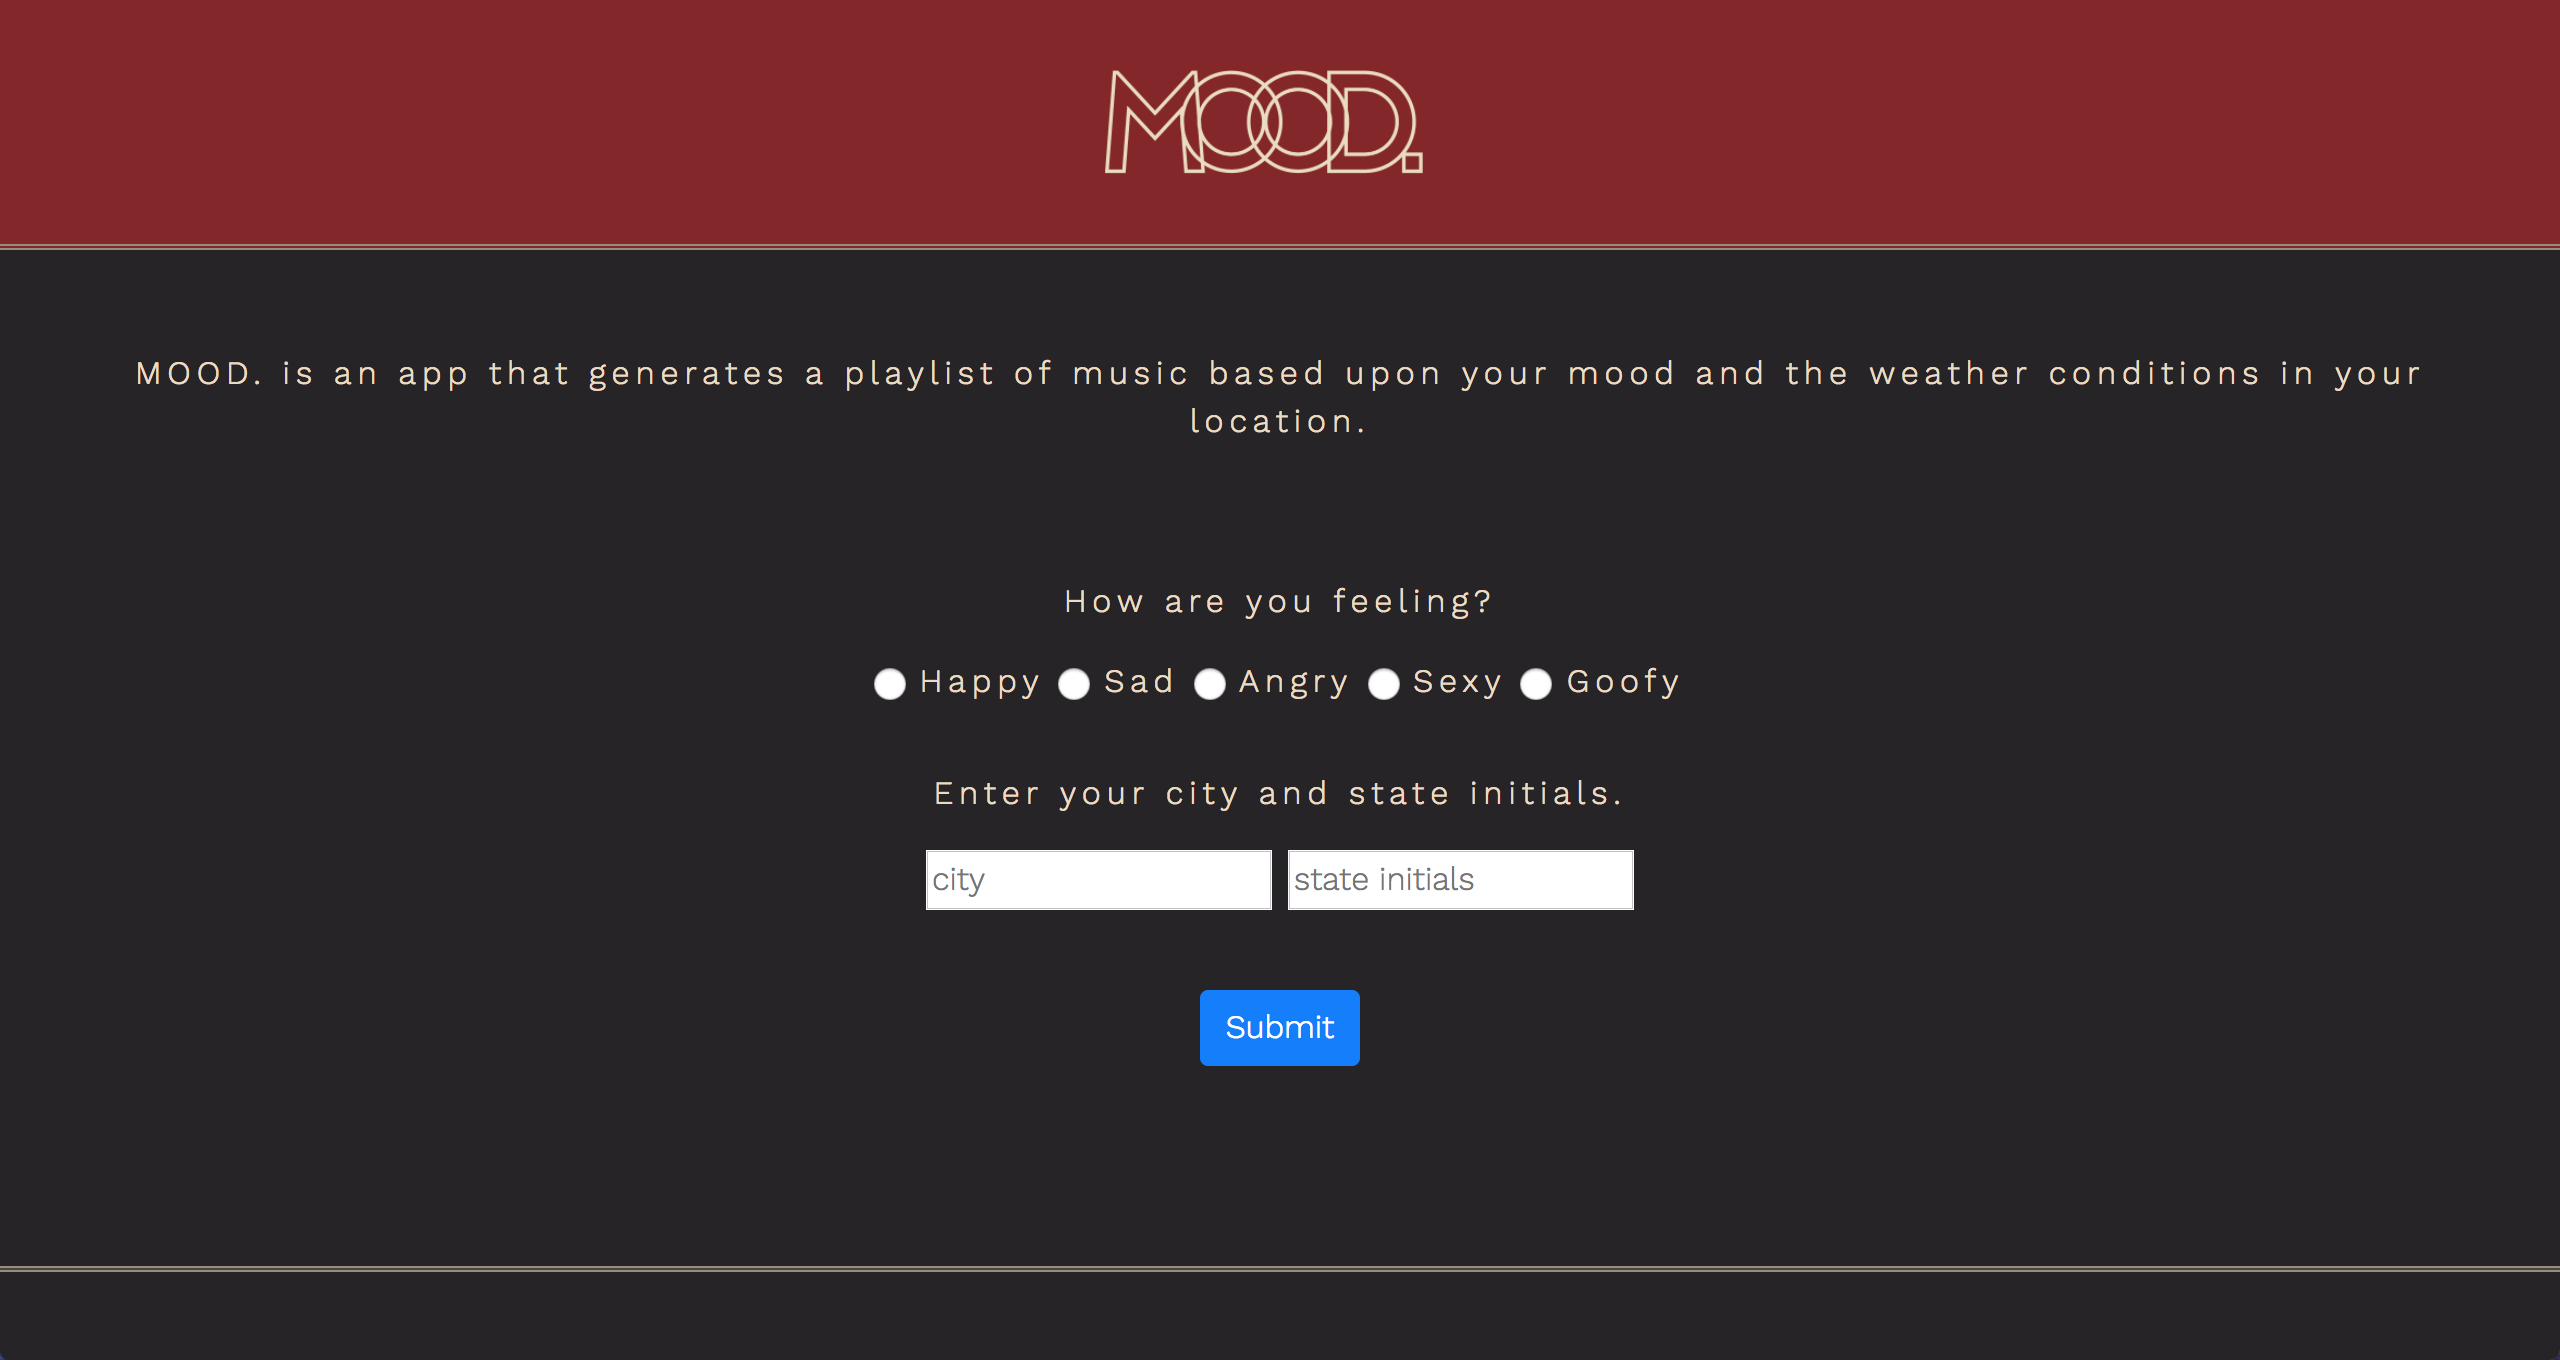 MOOD.
MOOD. is an app that generates a playlist of music based upon your mood and the weather conditions in your
location.
How are you feeling?
Happy Sad Angry Sexy Goofy
Enter your city and state initials.
city state initials
Submit